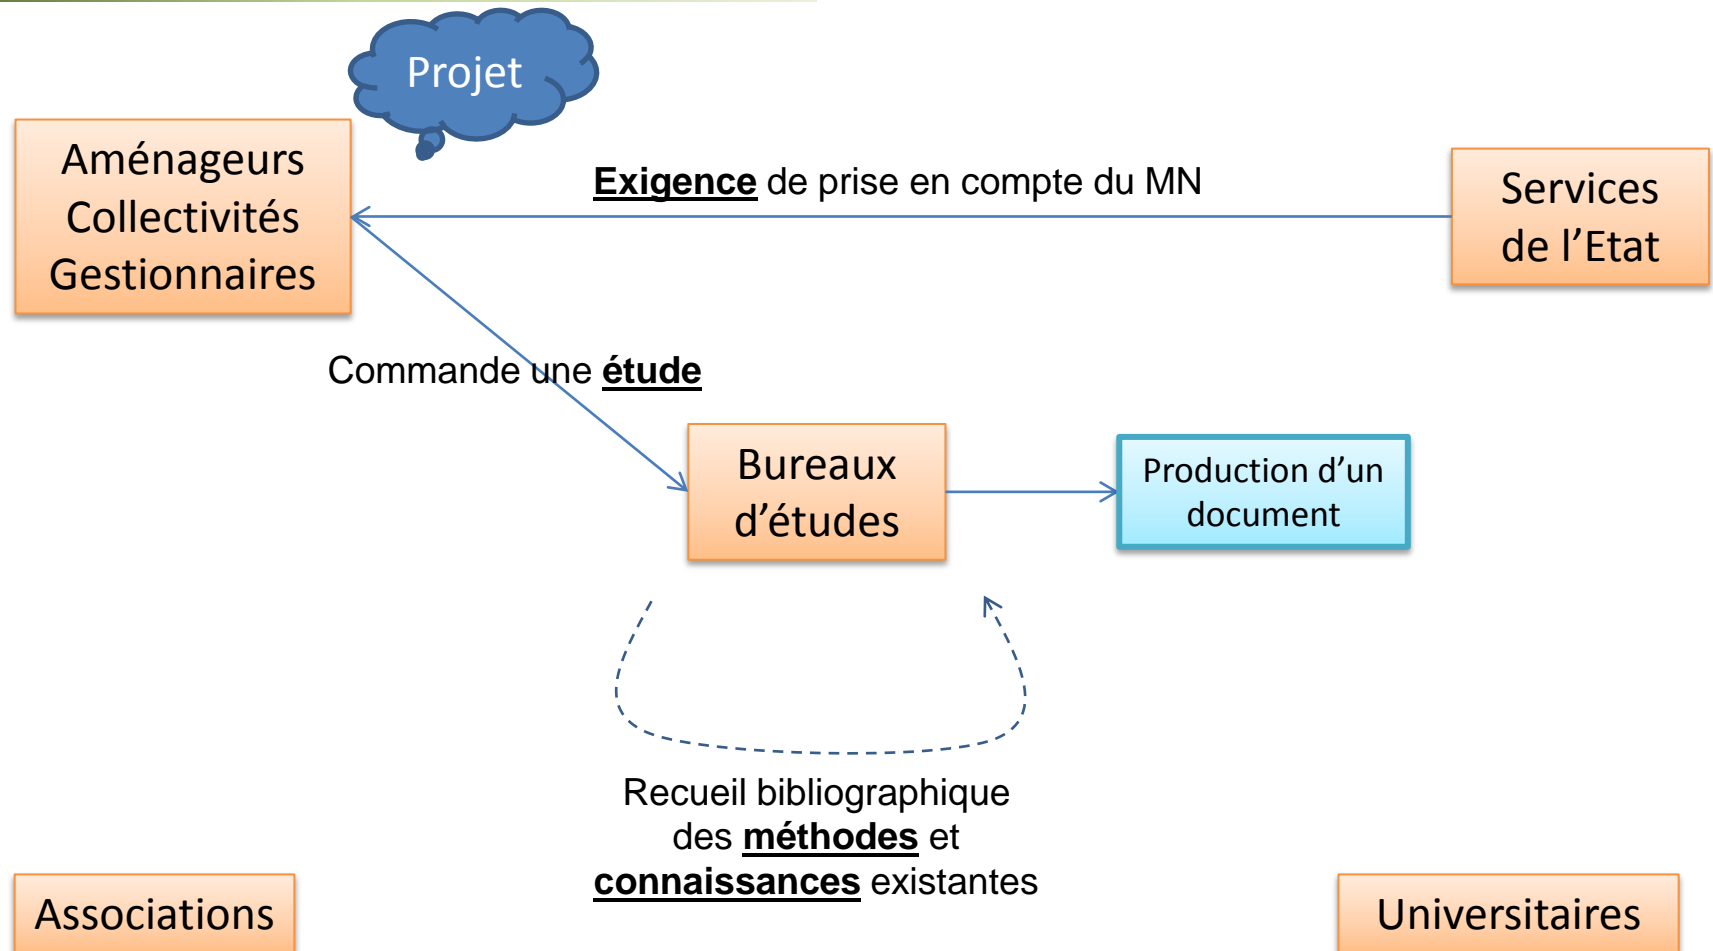 Projet
Aménageurs
Collectivités
Gestionnaires
Exigence de prise en compte du MN
Services
de l'Etat
Commande une étude
Bureaux
d'études
Production d'un
document
Recueil bibliographique
des méthodes et
connaissances existantes
Associations
Universitaires